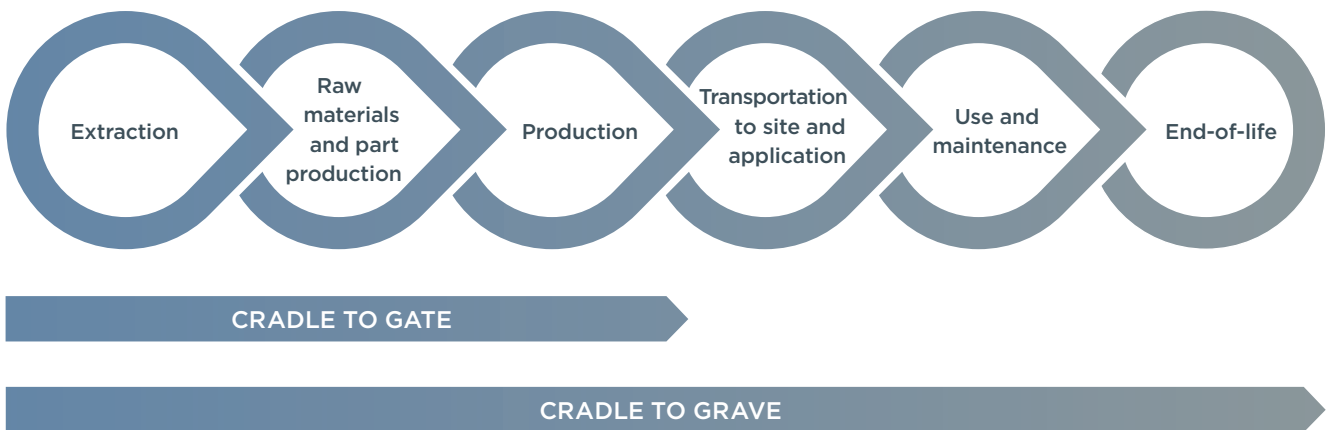 Extraction
Raw
materials
and part
production
Production
Transportation
to site and
application
Use and
maintenance
End-of-life
CRADLE TO GATE
CRADLE TO GRAVE